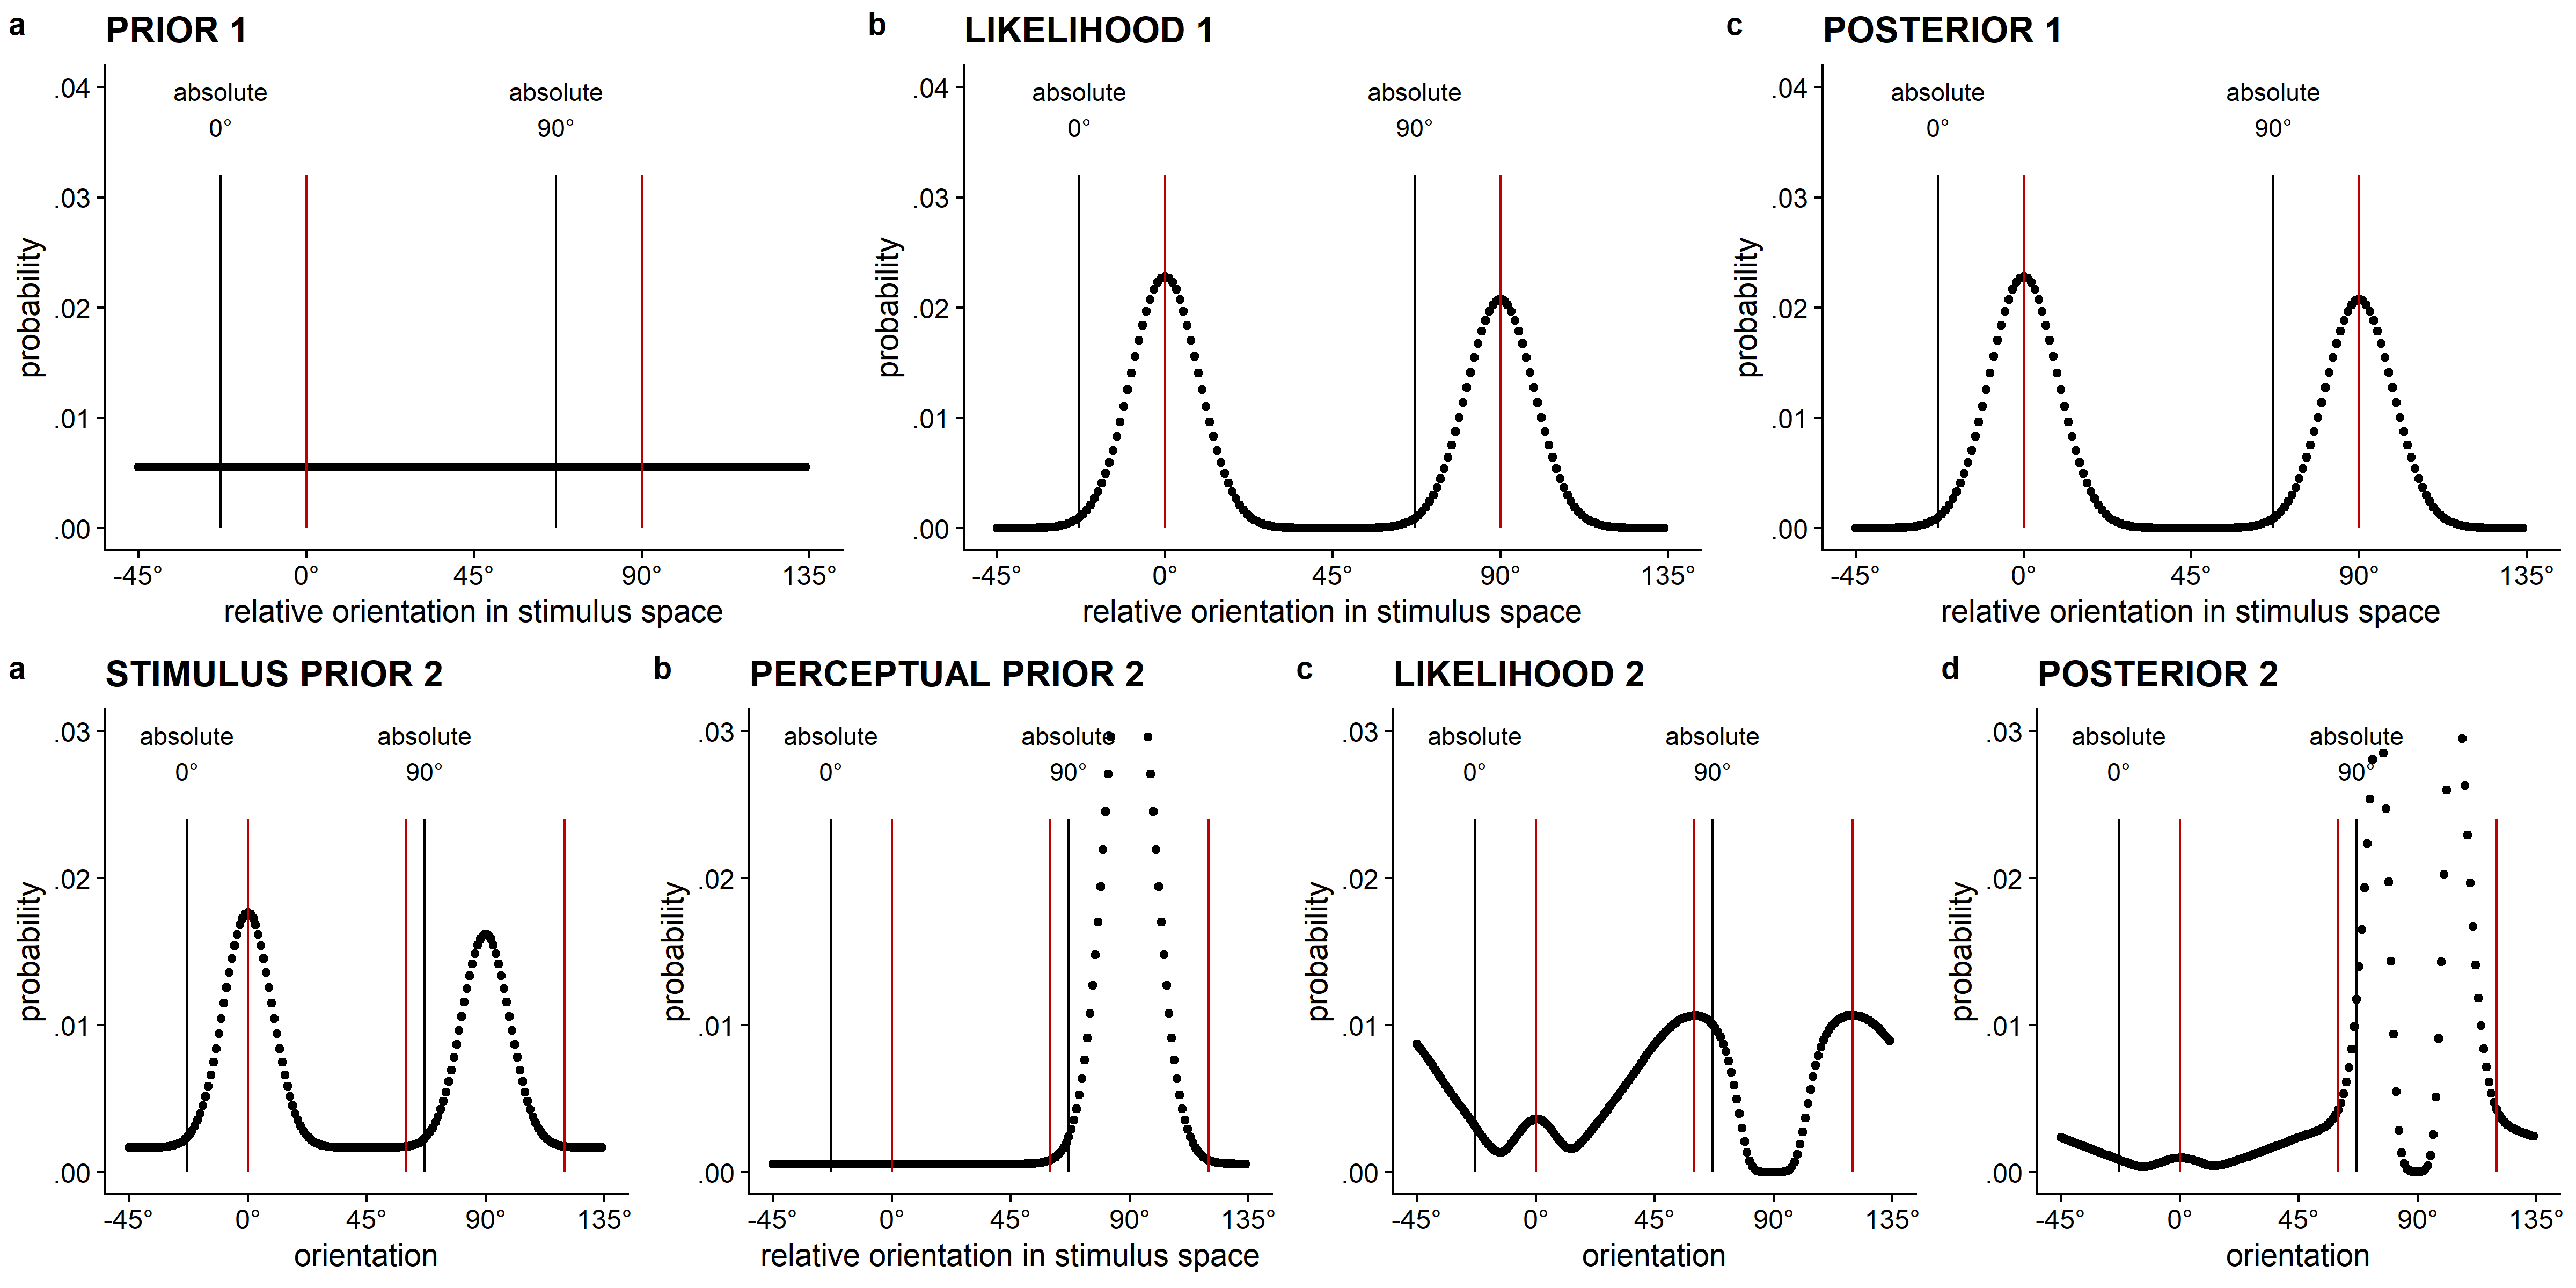 a PRIOR 1
absolute absolute
0° 90°
.04
.03
.02
.01
.00
probability
-45° 0° 45° 90° 135°
relative orientation in stimulus space
b LIKELIHOOD 1
absolute absolute
0° 90°
.04
.03
.02
.01
.00
probability
-45° 0° 45° 90° 135°
relative orientation in stimulus space
c POSTERIOR 1
absolute absolute
0° 90°
.04
.03
.02
.01
.00
probability
-45° 0° 45° 90° 135°
relative orientation in stimulus space
a STIMULUS PRIOR 2
absolute absolute
0° 90°
.03
.02
.01
.00
probability
-45° 0° 45° 90° 135°
orientation
b PERCEPTUAL PRIOR 2
absolute absolute
0° 90°
.03
.02
.01
.00
probability
-45° 0° 45° 90° 135°
relative orientation in stimulus space
c LIKELIHOOD 2
absolute absolute
0° 90°
.03
.02
.01
.00
probability
-45° 0° 45° 90° 135°
orientation
d POSTERIOR 2
absolute absolute
0° 90°
.03
.02
.01
.00
probability
-45° 0° 45° 90° 135°
orientation